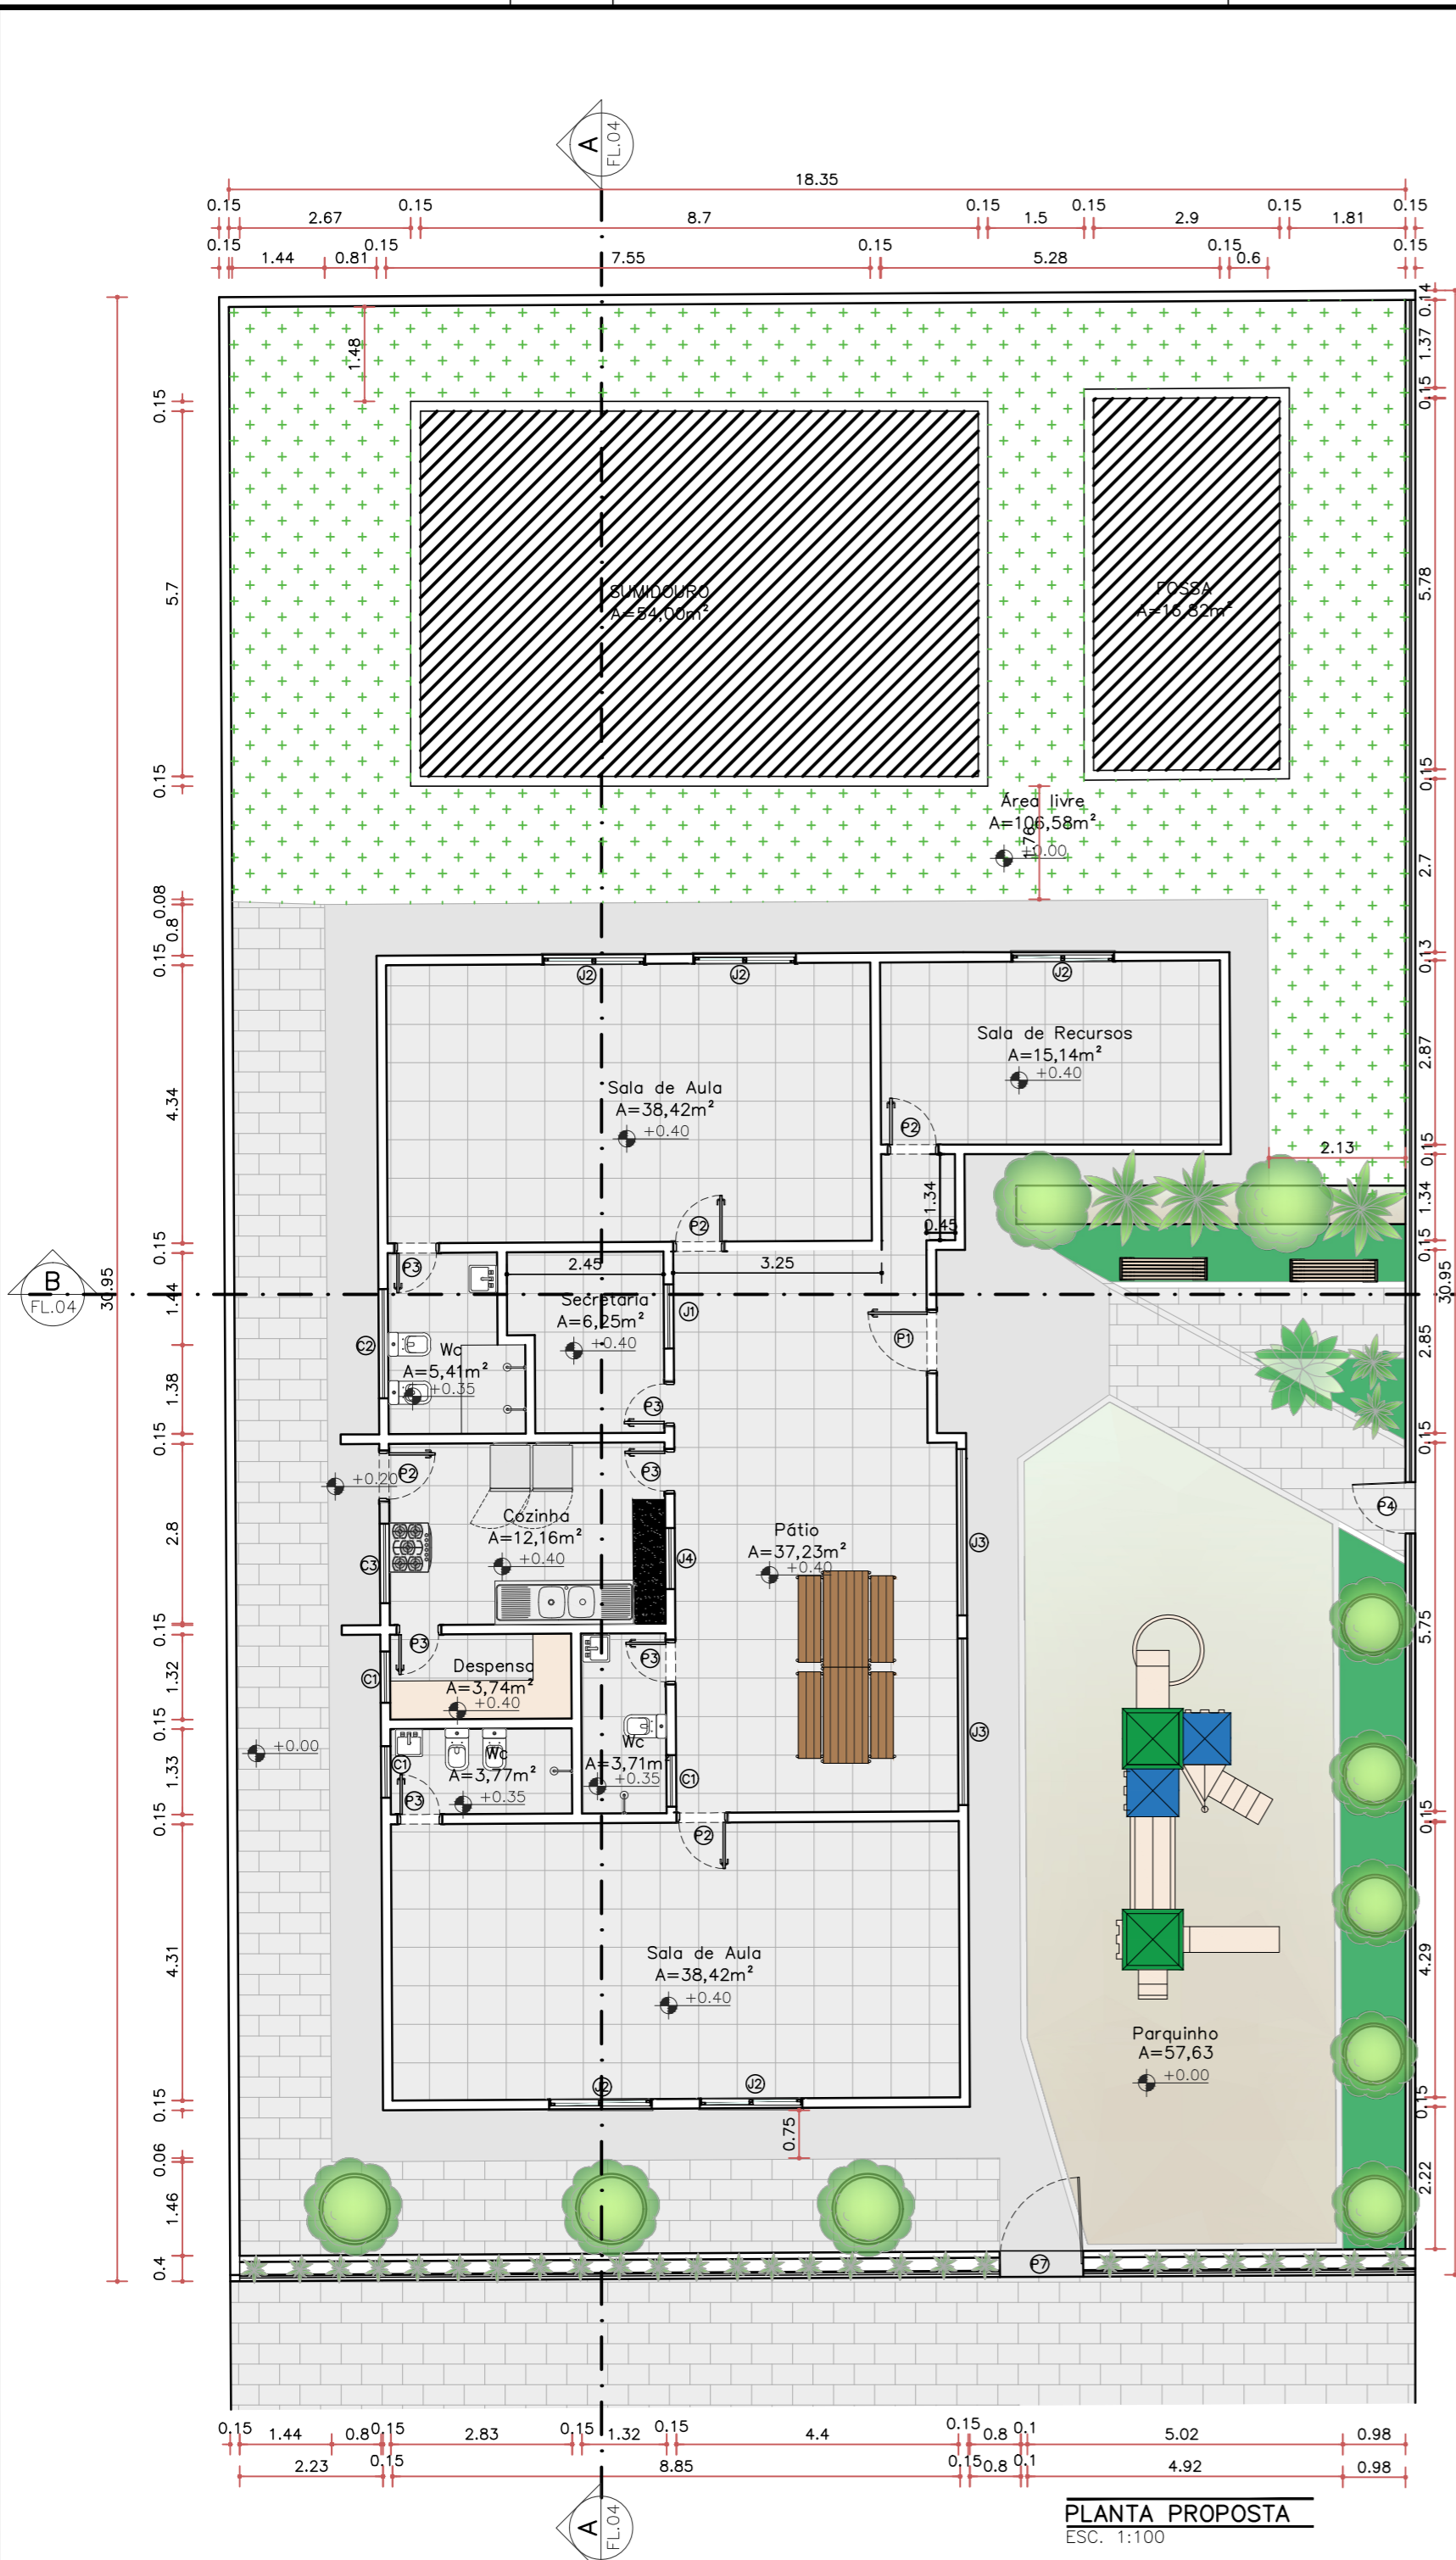 A
FL.04
18.35
0.15
2.67
0.15
8.7
0.15
1.5
0.15
2.9
0.15
1.81
0.15
0.15
1.44
0.81
0.15
7.55
0.15
5.28
0.15
0.6
0.15
0.14
1.37
0.15
1.48
0.15
5.7
0.15
SUMIDOURO
A=54,00m²
FOSSA
A=16,82m²
5.78
0.15
Área livre
A=106,58m²
+0.00
1.76
2.7
0.08
0.8
0.15
0.13
J2
J2
J2
Sala de Recursos
A=15,14m²
+0.40
2.87
Sala de Aula
A=38,42m²
+0.40
4.34
P2
0.15
2.13
1.34
0.45
1.34
P2
0.15
0.15
P3
2.45
3.25
B
FL.04
30.95
1.44
30.95
Secretaria
A=6,25m²
+0.40
J1
P1
C2
Wc
A=5,41m²
+0.35
2.85
1.38
P3
0.15
0.15
P2
P3
+0.20
P4
Cozinha
A=12,16m²
+0.40
Pátio
A=37,23m²
+0.40
2.8
C3
J4
J3
0.15
P3
P3
5.75
Despensa
A=3,74m²
+0.40
1.32
C1
0.15
J3
Wc
A=3,77m²
+0.35
Wc
A=3,71m
+0.35
+0.00
1.33
C1
C1
P3
0.15
0.15
P2
Sala de Aula
A=38,42m²
+0.40
4.31
4.29
Parquinho
A=57,63
+0.00
J2
J2
0.15
0.15
0.75
0.06
1.46
0.4
2.22
P7
0.15
1.44
0.8
0.15
2.83
0.15
1.32
0.15
4.4
0.15
0.8
0.1
5.02
0.98
2.23
0.15
8.85
0.15
0.8
0.1
4.92
0.98
A
FL.04
PLANTA PROPOSTA
ESC. 1:100